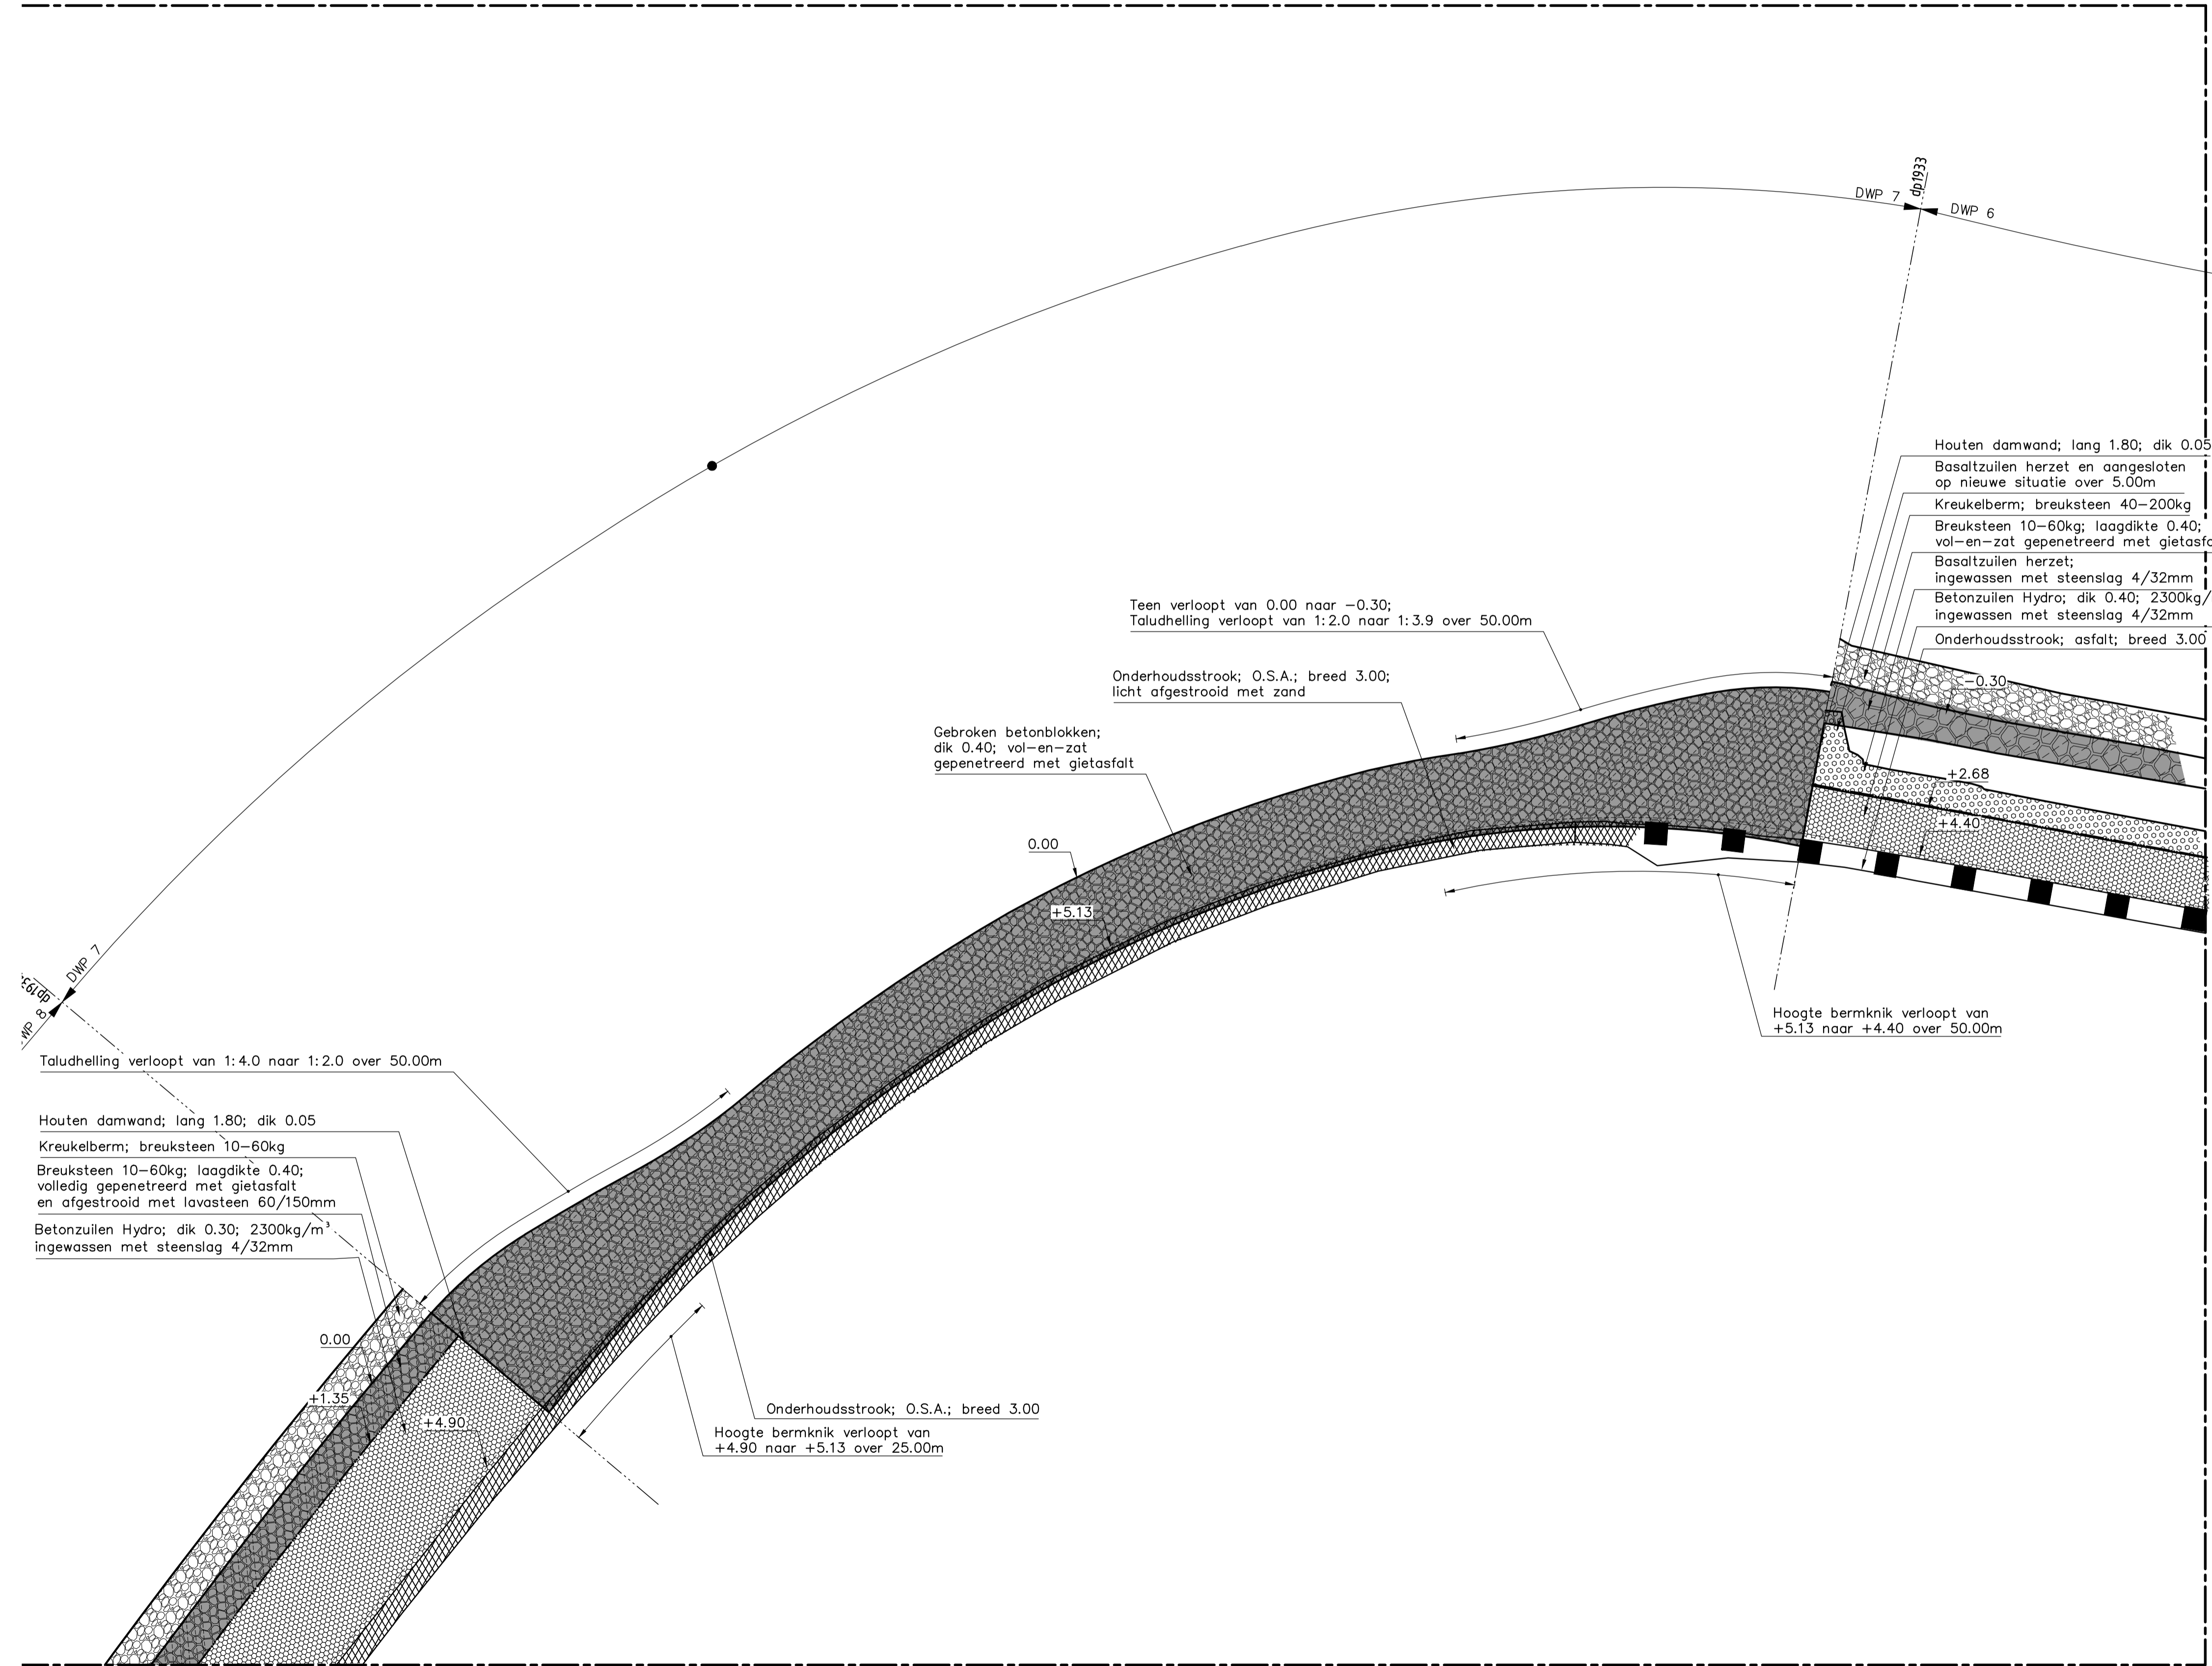 dp1933
DWP 7
DWP 6
Houten damwand; lang 1.80; dik 0.05
Basaltzuilen herzet en aangesloten
op nieuwe situatie over 5.00m
Kreukelberm; breuksteen 40-200kg
Breuksteen 10-60kg; laagdikte 0.40;
vol-en-zat gepenetreerd met
Basaltzuilen herzet;
ingewassen met steenslag 4/32mm
Betonzuilen Hydro; dik 0.40; 2300kg/
ingewassen met steenslag 4/32mm
Onderhoudsstrook; asfalt; breed 3.00
Teen verloopt van 0.00 naar -0.30;
Taludhelling verloopt van 1:2.0 naar 1:3.9 over 50.00m
Onderhoudsstrook; O.S.A.; breed 3.00;
licht afgestrooid met zand
-0.30
Gebroken betonblokken;
dik 0.40; vol-en-zat
gepenetreerd met gietasfalt
+2.68
+4.40
0.00
+5.13
DWP 7
WP 8
Hoogte bermknik verloopt van
+5.13 naar +4.40 over 50.00m
Taludhelling verloopt van 1:4.0 naar 1:2.0 over 50.00m
Houten damwand; lang 1.80; dik 0.05
Kreukelberm; breuksteen 10-60kg
Breuksteen 10-60kg; laagdikte 0.40;
volledig gepenetreerd met gietasfalt
en afgestrooid met lavasteen 60/150mm
Betonzuilen Hydro; dik 0.30; 2300kg/m³
ingewassen met steenslag 4/32mm
0.00
+1.35
+4.90
Onderhoudsstrook; O.S.A.; breed 3.00
Hoogte bermknik verloopt van
+4.90 naar +5.13 over 25.00m